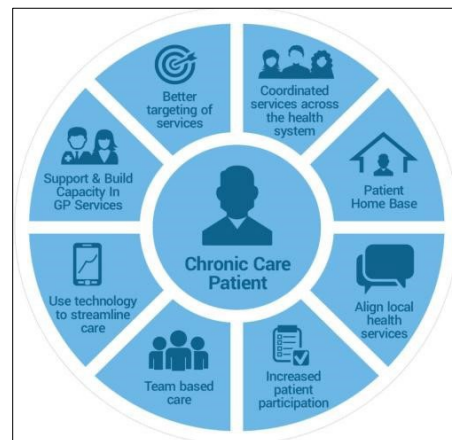 Better
targeting of
services
Coordinated
services across
the health
system
Support & Build
Capacity In
GP Services
Patient
Home Base
Chronic Care
Patient
Use technology
to streamline
care
Align local
health
services
Team based
care
Increased
patient
participation